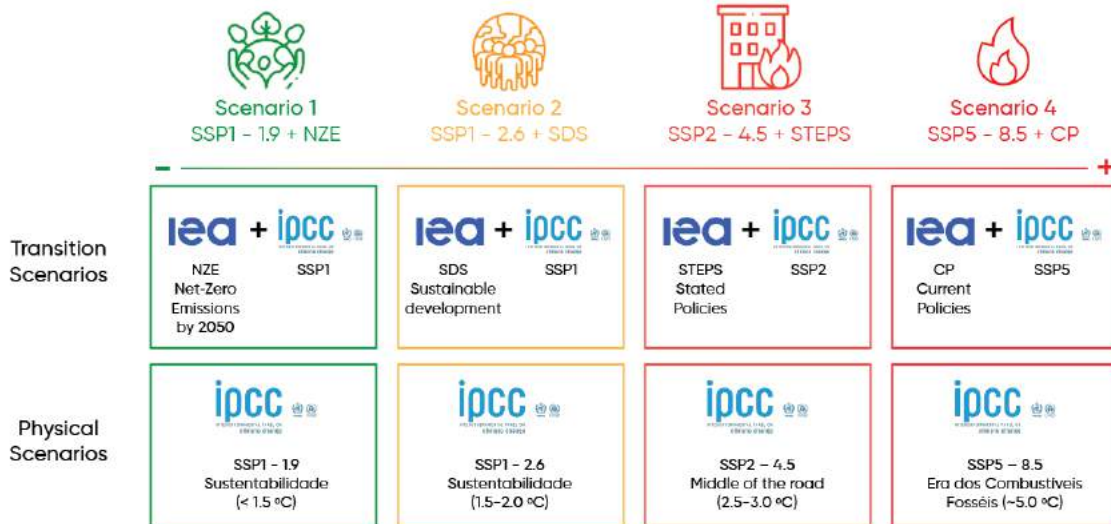 Scenario 1
SSP1 - 1.9 + NZE
Scenario 2
SSP1 - 2.6 + SDS
Scenario 3
SSP2 - 4.5 + STEPS
Scenario 4
SSP5 - 8.5 + CP
-
+
Transition
Scenarios
iea + ipcc
NZE
Net-Zero
Emissions
by 2050
SSP1
iea + ipcc
SDS
Sustainable
development
SSP1
iea + ipcc
STEPS
Stated
Policies
SSP2
iea + ipcc
CP
Current
Policies
SSP5
Physical
Scenarios
ipcc
SSP1 - 1.9
Sustentabilidade
(< 1.5 ºC)
ipcc
SSP1 - 2.6
Sustentabilidade
(1.5-2.0 ºC)
ipcc
SSP2 – 4.5
Middle of the road
(2.5-3.0 ºC)
ipcc
SSP5 – 8.5
Era dos Combustíveis
Fosséis (~5.0 ºC)